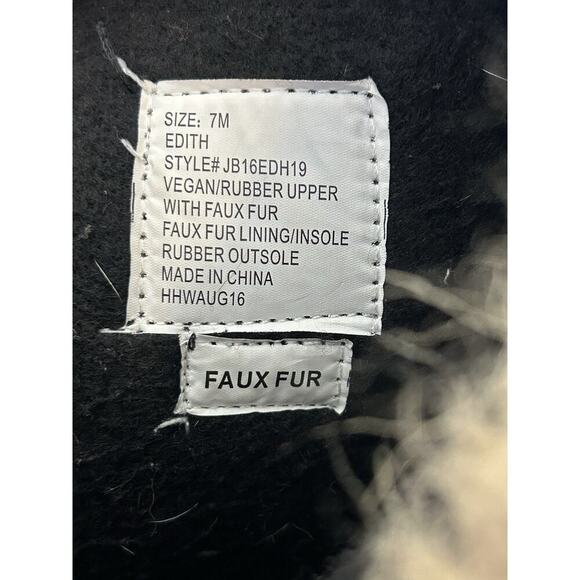 SIZE: 7M
EDITH
STYLE# JB16EDH19
VEGAN/RUBBER UPPER
WITH FAUX FUR
FAUX FUR LINING/INSOLE
RUBBER OUTSOLE
MADE IN CHINA
HHWAUG16
FAUX FUR